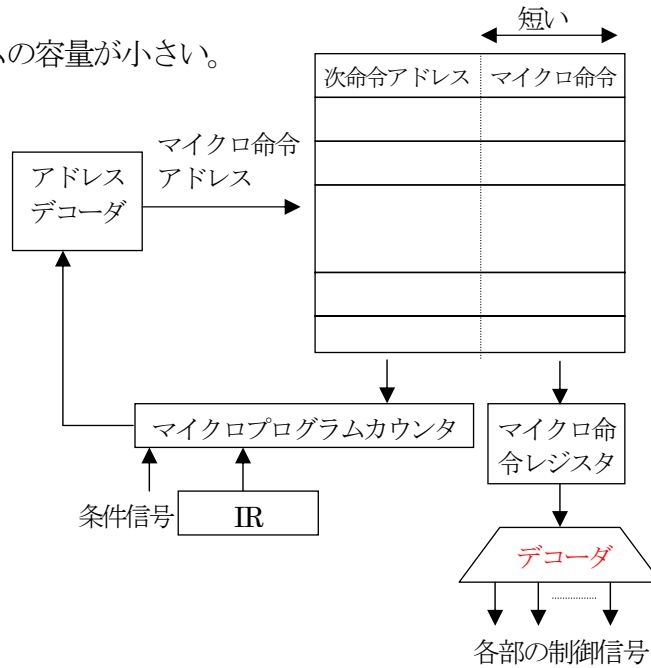 短い
ムの容量が小さい。
次命令アドレス
マイクロ命令
マイクロ命令
アドレス
アドレス
デコーダ
マイクロプログラムカウンタ
マイクロ命
令レジスタ
条件信号
IR
デコーダ
各部の制御信号